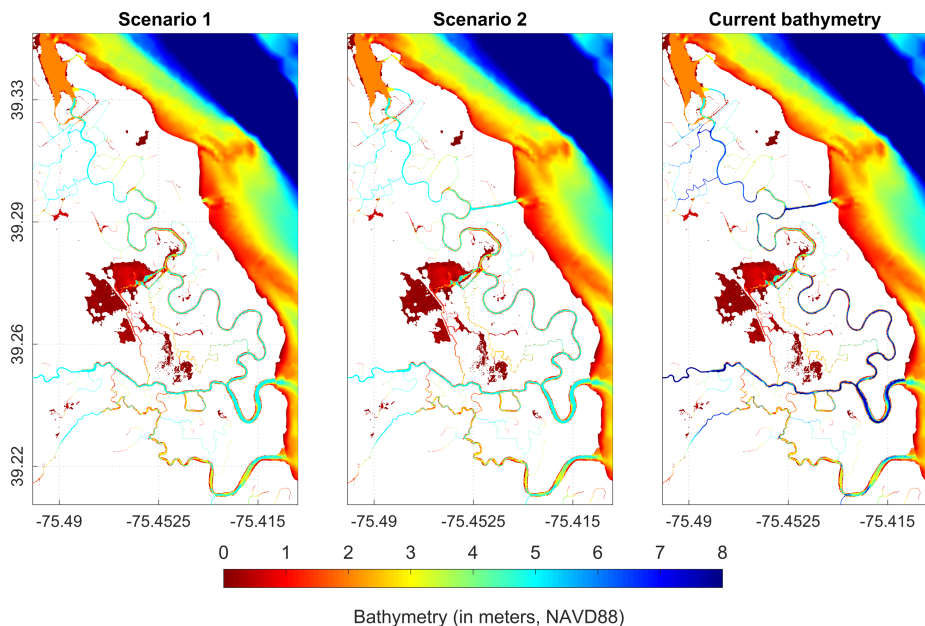 Scenario 1
Scenario 2
Current bathymetry
39.33
39.29
39.26
39.22
-75.49 -75.4525 -75.415
-75.49 -75.4525 -75.415
-75.49 -75.4525 -75.415
0 1 2 3 4 5 6 7 8
Bathymetry (in meters, NAVD88)